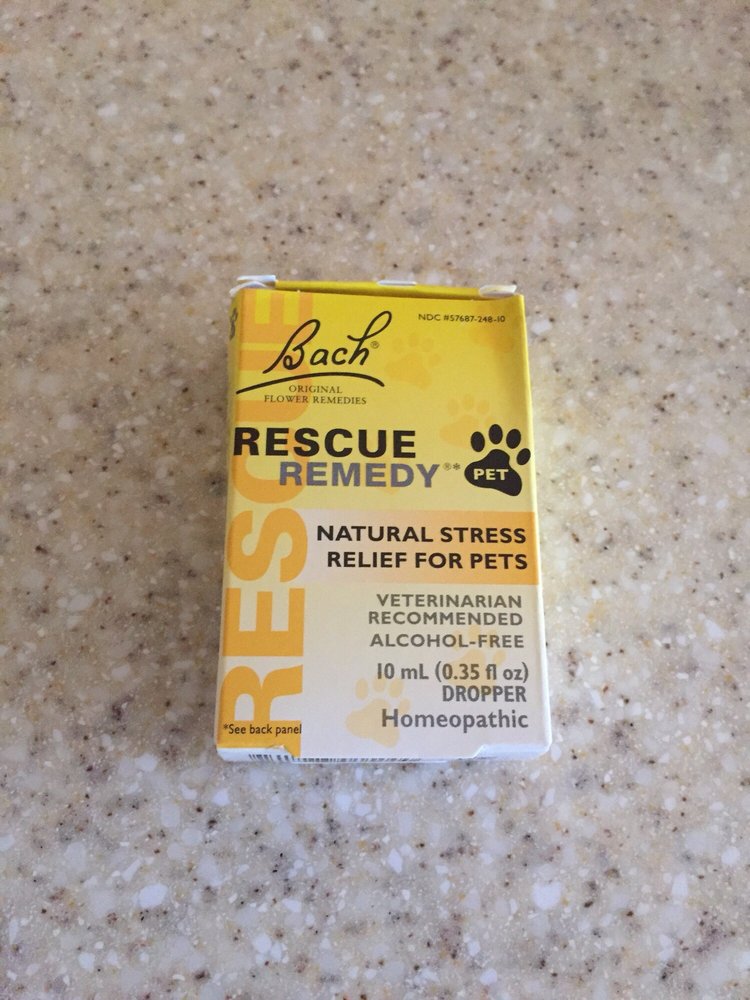 NDC #57687-248-10
Bach®
ORIGINAL
FLOWER REMEDIES
RESCUE
REMEDY®*
PET
RESCUE
NATURAL STRESS
RELIEF FOR PETS
VETERINARIAN
RECOMMENDED
ALCOHOL-FREE
10 mL (0.35 fl oz)
DROPPER
Homeopathic
*See back panel